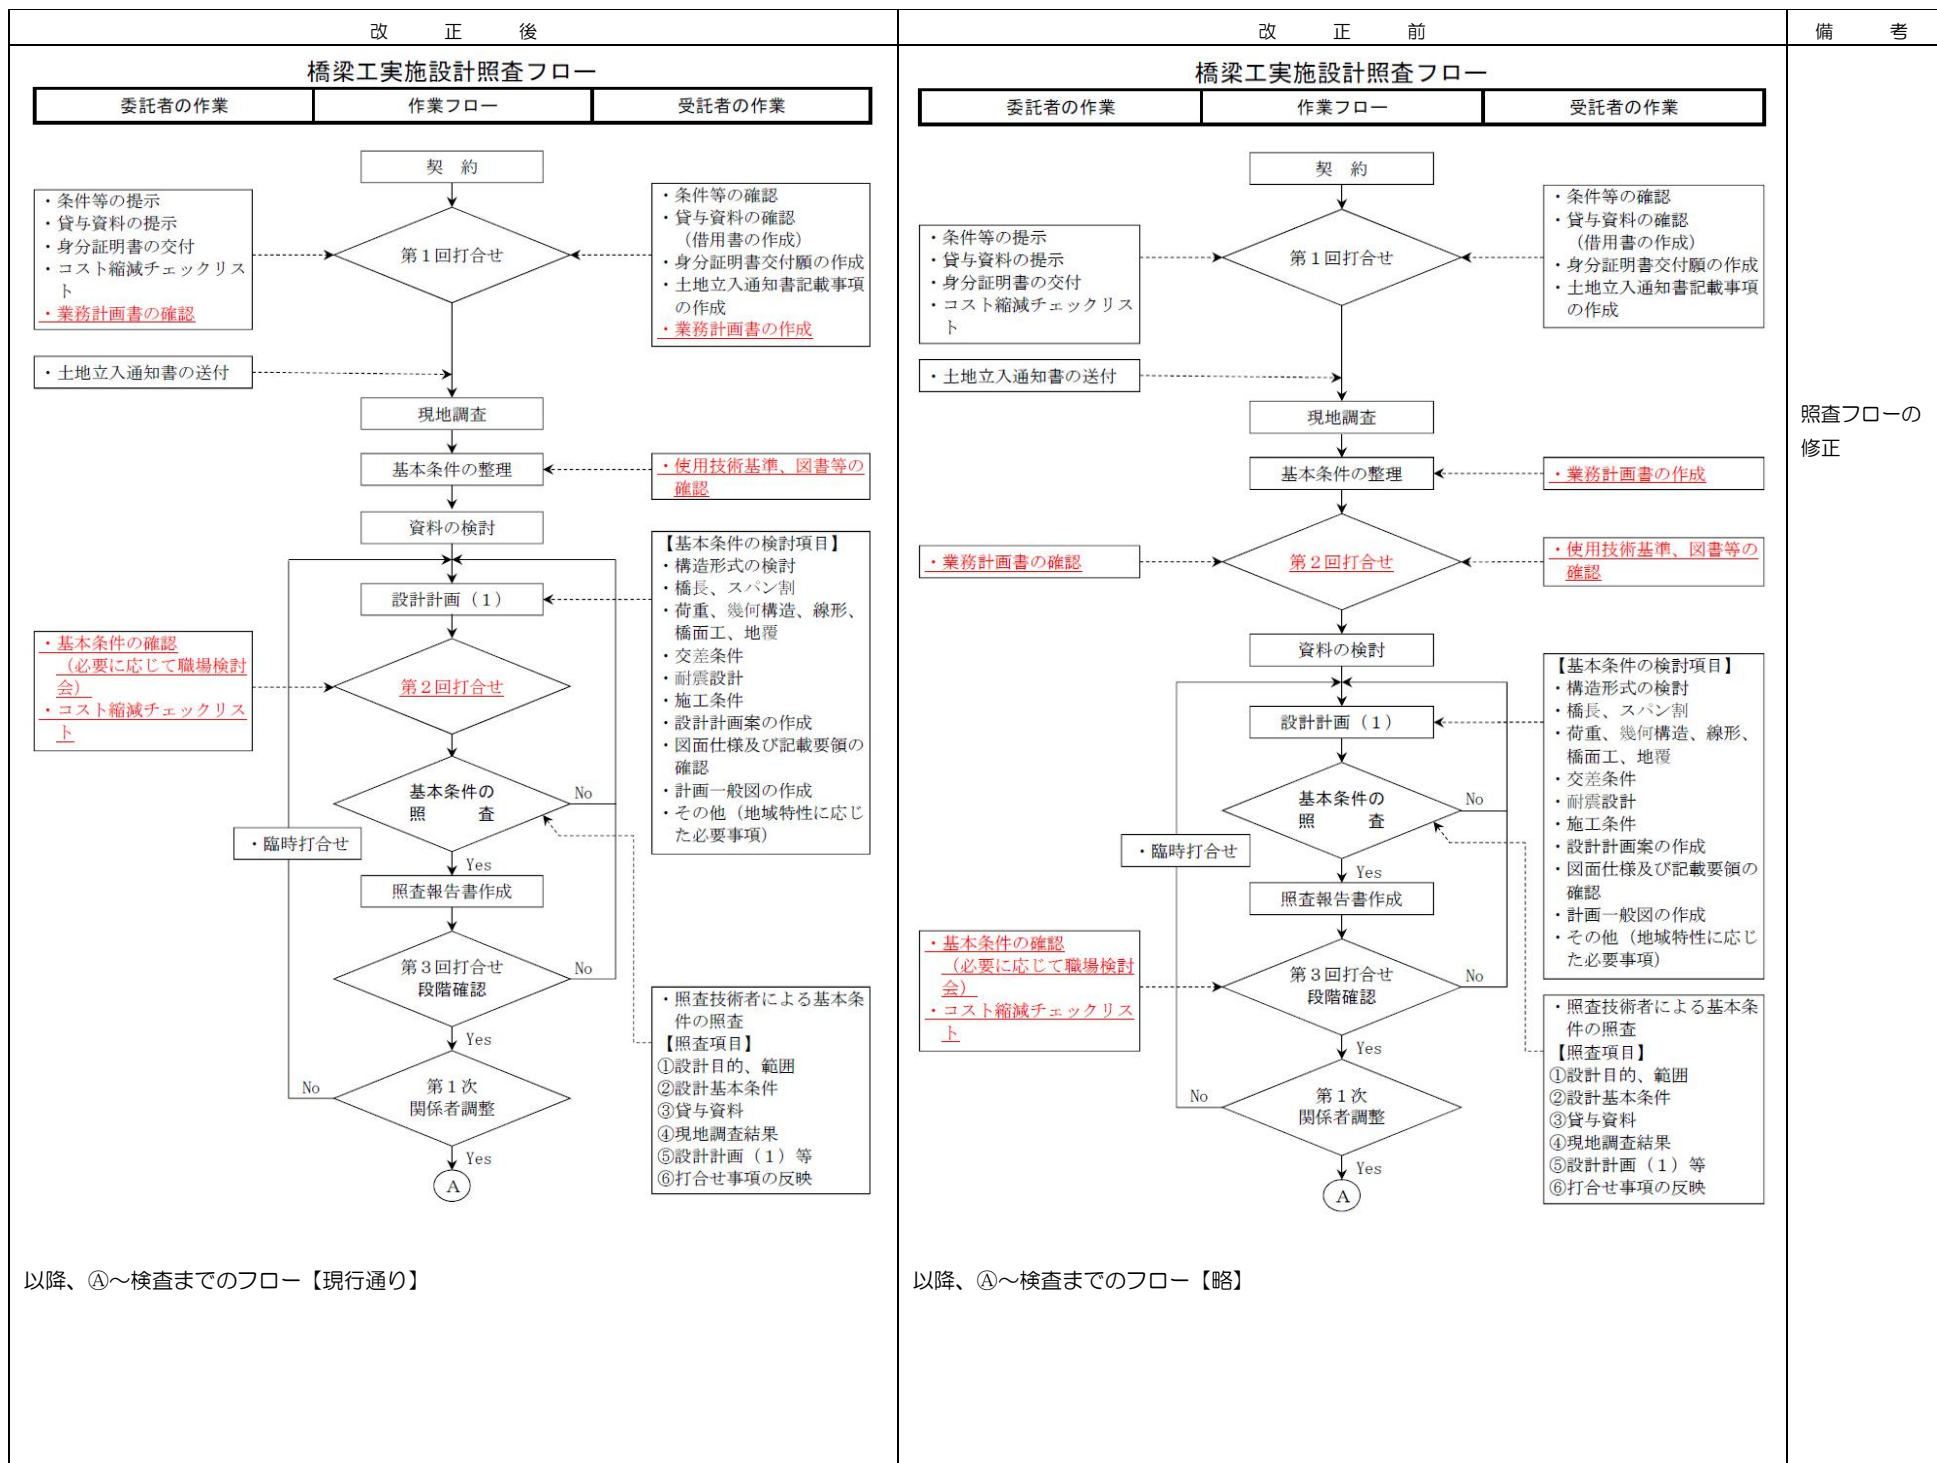 改正後
改正前
備考
橋梁工実施設計照査フロー
委託者の作業
作業フロー
受託者の作業
契約
・条件等の提示
・貸与資料の提示
・身分証明書の交付
・コスト縮減チェックリス
ト
・業務計画書の確認
第1回打合せ
・条件等の確認
・貸与資料の確認
（借用書の作成）
・身分証明書交付願の作成
・土地立入通知書記載事項
の作成
・業務計画書の作成
・土地立入通知書の送付
現地調査
基本条件の整理
・使用技術基準、図書等の
確認
資料の検討
設計計画（1）
【基本条件の検討項目】
・構造形式の検討
・橋長、スパン割
・荷重、幾何構造、線形、
橋面工、地覆
・交差条件
・耐震設計
・施工条件
・設計計画案の作成
・図面仕様及び記載要領の
確認
・計画一般図の作成
・その他（地域特性に応じ
た必要事項）
・基本条件の確認
（必要に応じて職場検討
会）
・コスト縮減チェックリス
ト
第2回打合せ
基本条件の
照査
No
・臨時打合せ
Yes
照査報告書作成
第3回打合せ
段階確認
No
Yes
・照査技術者による基本条
件の照査
【照査項目】
①設計目的、範囲
②設計基本条件
③貸与資料
④現地調査結果
⑤設計計画（1）等
⑥打合せ事項の反映
No
第1次
関係者調整
Yes
A
以降、Ⓐ～検査までのフロー【現行通り】
橋梁工実施設計照査フロー
委託者の作業
作業フロー
受託者の作業
契約
・条件等の提示
・貸与資料の提示
・身分証明書の交付
・コスト縮減チェックリス
ト
第1回打合せ
・条件等の確認
・貸与資料の確認
（借用書の作成）
・身分証明書交付願の作成
・土地立入通知書記載事項
の作成
・土地立入通知書の送付
現地調査
基本条件の整理
・業務計画書の作成
・業務計画書の確認
第2回打合せ
・使用技術基準、図書等の
確認
資料の検討
設計計画（1）
【基本条件の検討項目】
・構造形式の検討
・橋長、スパン割
・荷重、幾何構造、線形、
橋面工、地覆
・交差条件
・耐震設計
・施工条件
・設計計画案の作成
・図面仕様及び記載要領の
確認
・計画一般図の作成
・その他（地域特性に応じ
た必要事項）
基本条件の
照査
No
・臨時打合せ
Yes
照査報告書作成
・基本条件の確認
（必要に応じて職場検討
会）
・コスト縮減チェックリス
ト
第3回打合せ
段階確認
No
Yes
・照査技術者による基本条
件の照査
【照査項目】
①設計目的、範囲
②設計基本条件
③貸与資料
④現地調査結果
⑤設計計画（1）等
⑥打合せ事項の反映
No
第1次
関係者調整
Yes
A
以降、Ⓐ～検査までのフロー【略】
照査フローの
修正